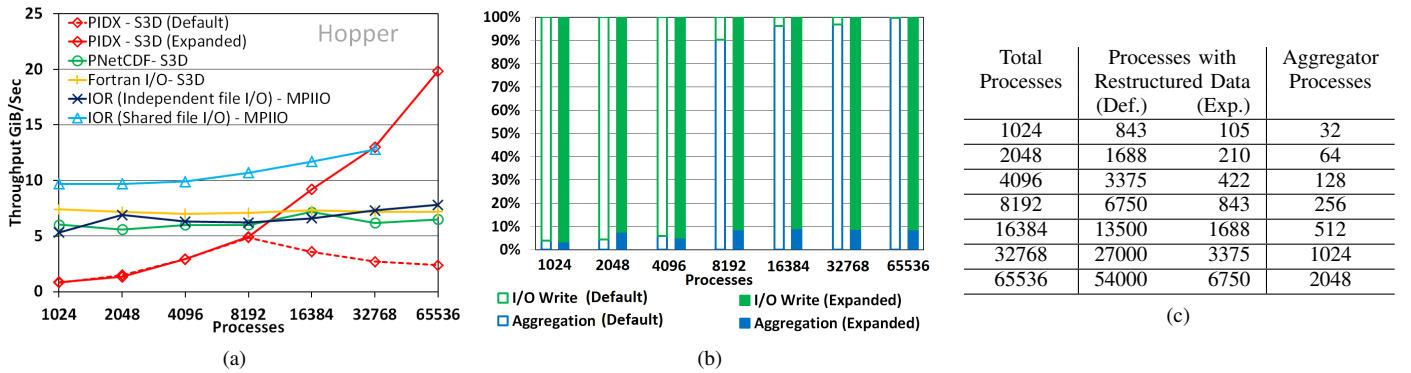 25
20
15
10
5
0
Throughput GiB/Sec
PIDX - S3D (Default)
PIDX - S3D (Expanded)
PNetCDF- S3D
Fortran I/O- S3D
IOR (Independent file I/O) - MPIIO
IOR (Shared file I/O) - MPIIO
Hopper
1024 2048 4096 8192 16384 32768 65536
Processes
(a)
100%
90%
80%
70%
60%
50%
40%
30%
20%
10%
0%
1024 2048 4096 8192 16384 32768 65536
Processes
I/O Write (Default) I/O Write (Expanded)
Aggregation (Default) Aggregation (Expanded)
(b)
Total Processes with Aggregator
Processes Restructured Data Processes
(Def.) (Exp.)
1024 843 105 32
2048 1688 210 64
4096 3375 422 128
8192 6750 843 256
16384 13500 1688 512
32768 27000 3375 1024
65536 54000 6750 2048
(c)